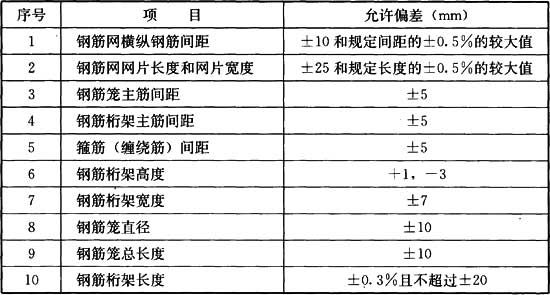 序号 项 目 允许偏差（mm）
1 钢筋网横纵钢筋间距 ±10和规定间距的±0.5%的较大值
2 钢筋网网片长度和网片宽度 ±25和规定长度的±0.5%的较大值
3 钢筋笼主筋间距 ±5
4 钢筋桁架主筋间距 ±5
5 箍筋（缠绕筋）间距 ±5
6 钢筋桁架高度 +1，-3
7 钢筋桁架宽度 ±7
8 钢筋笼直径 ±10
9 钢筋笼总长度 ±10
10 钢筋桁架长度 ±0.3%且不超过±20